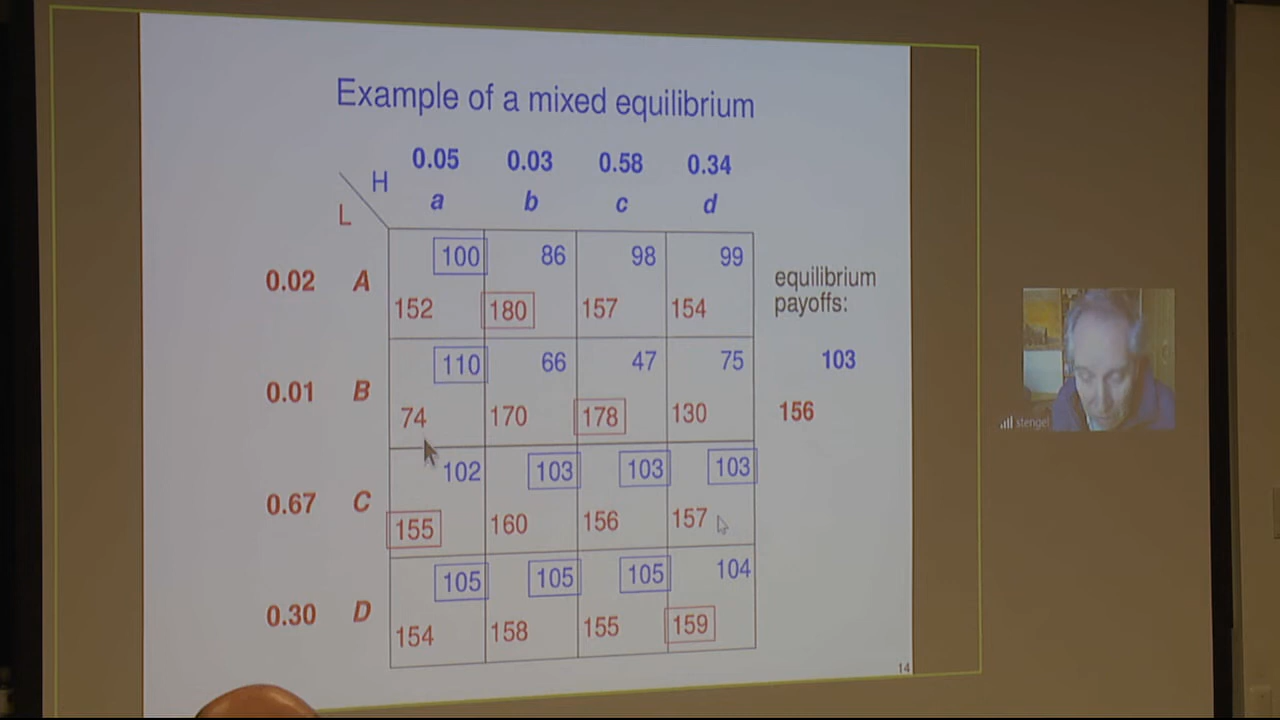 Example of a mixed equilibrium
0.05 0.03 0.58 0.34
H a b c d
L
100 86 98 99
0.02 A
152 180 157 154
equilibrium
payoffs:
110 66 47 75 103
0.01 B
74 170 178 130 156
102 103 103 103
0.67 C
155 160 156 157
105 105 105 104
0.30 D
154 158 155 159
14
stengel